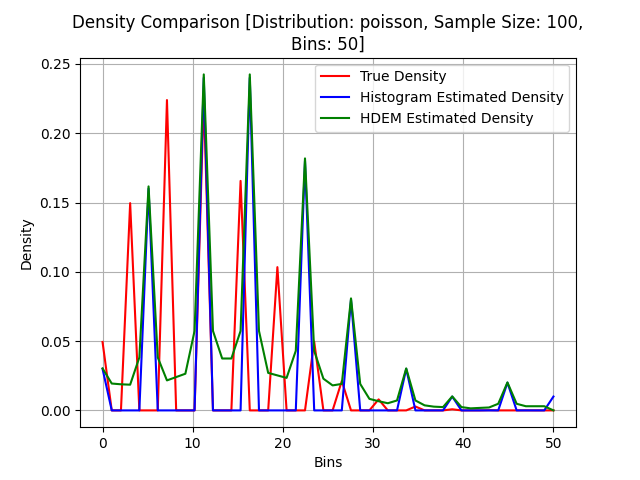 Density Comparison [Distribution: poisson, Sample Size: 100,
Bins: 50]
True Density
Histogram Estimated Density
HDEM Estimated Density
Density
0.25
0.20
0.15
0.10
0.05
0.00
0 10 20 30 40 50
Bins